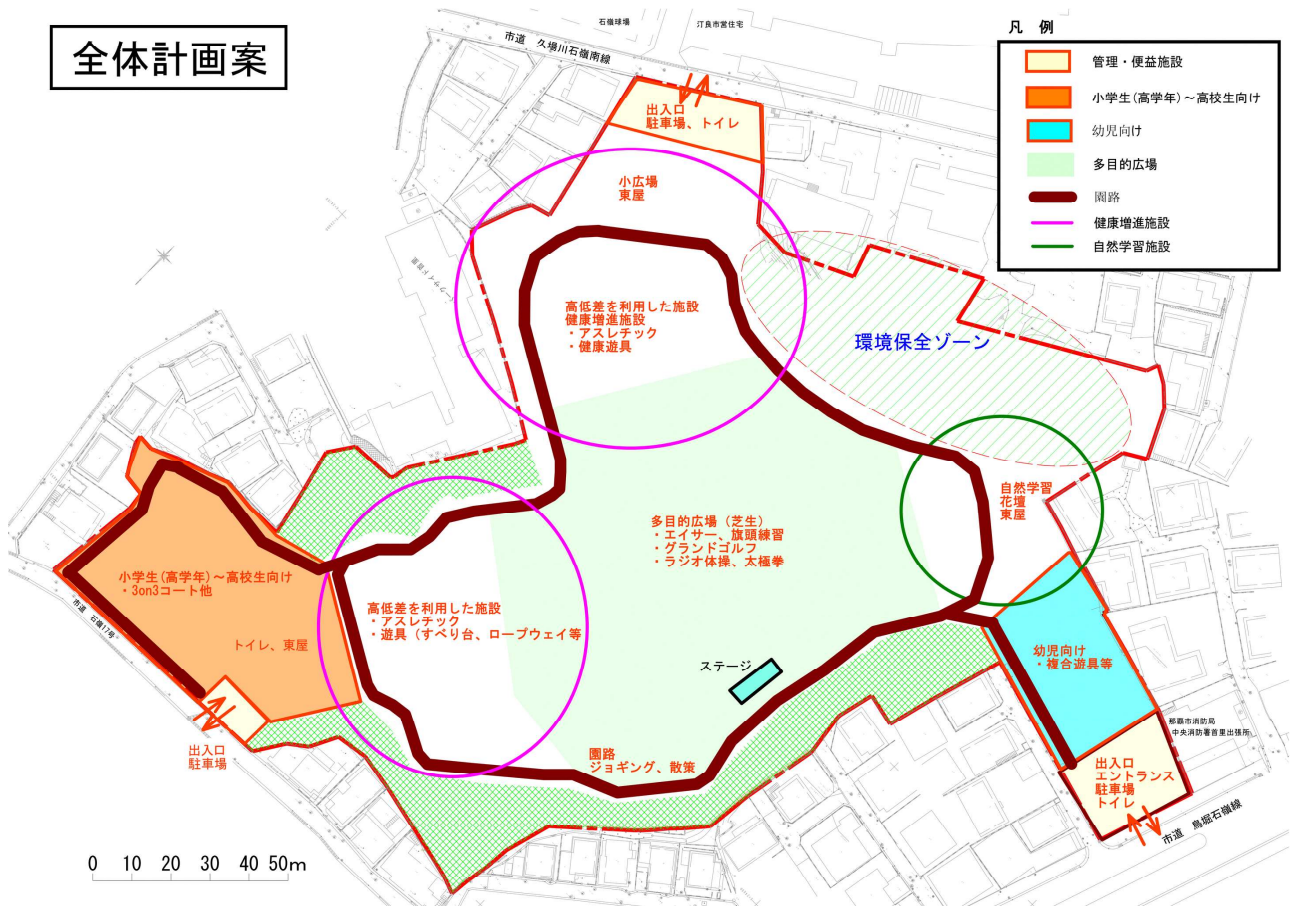 全体計画案
石嶺球場
汀良市営住宅
市道 久場川石嶺南線
凡 例
管理・便益施設
小学生(高学年)~高校生向け
幼児向け
多目的広場
園路
健康増進施設
自然学習施設
出入口
駐車場、トイレ
小広場
東屋
高低差を利用した施設
健康増進施設
・アスレチック
・健康遊具
環境保全ゾーン
自然学習
花壇
東屋
多目的広場(芝生)
・エイサー、旗頭練習
・グランドゴルフ
・ラジオ体操、太極拳
小学生(高学年)~高校生向け
・3on3コート他
トイレ、東屋
市道 石嶺17号
高低差を利用した施設
・アスレチック
・遊具(すべり台、ロープウェイ等
ステージ
幼児向け
・複合遊具等
那覇市消防局
中央消防署首里出張所
出入口
駐車場
園路
ジョギング、散策
出入口
エントランス
駐車場
トイレ
市道 鳥堀石嶺線
0 10 20 30 40 50m